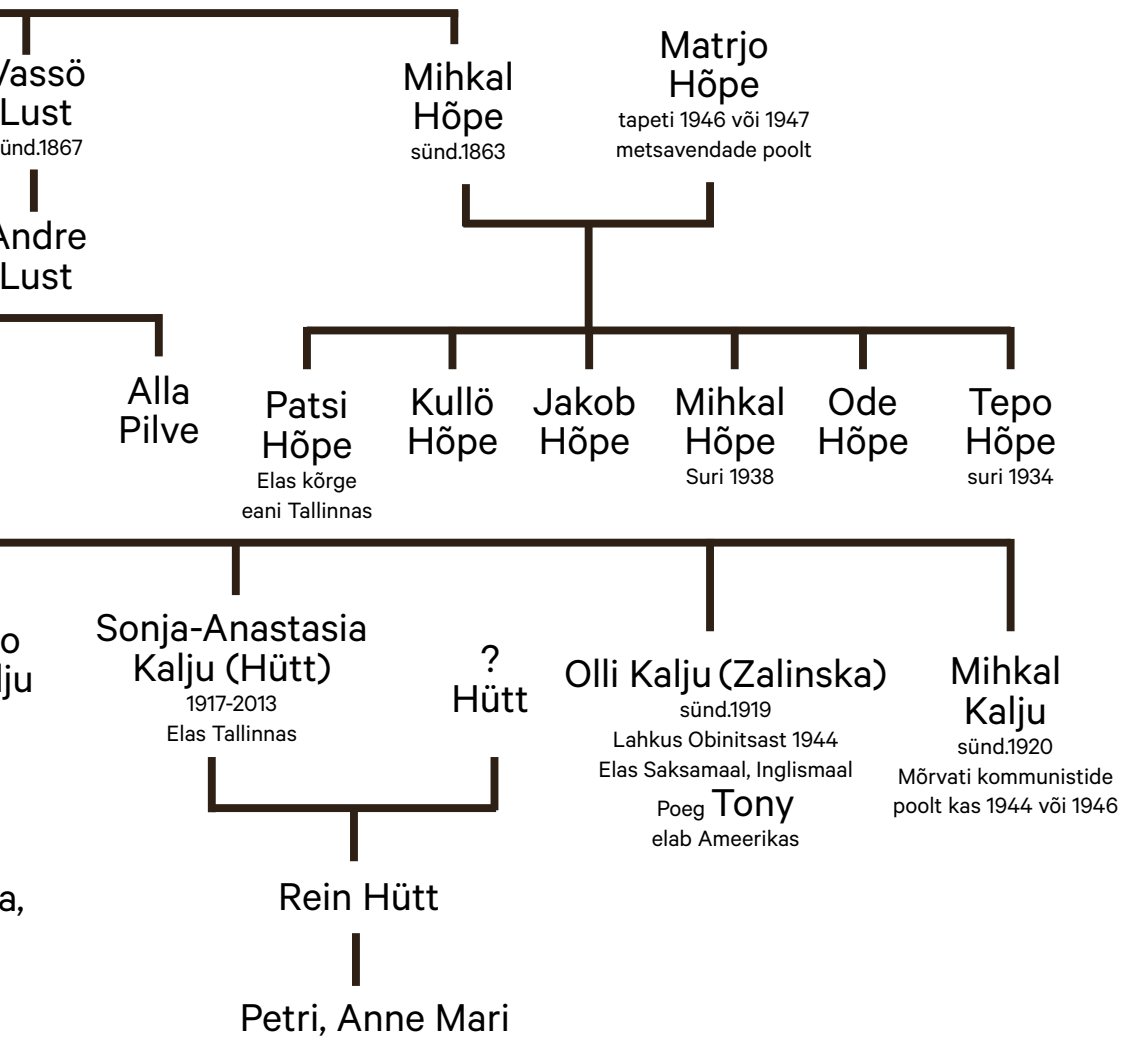 Lust
Mihkal
Hõpe
sünd.1863
Matrjo
Hõpe
tapeti 1946 või 1947
metsavendade poolt
Lust
Alla
Pilve
Patsi
Hõpe
Elas kõrge
eani Tallinnas
Kullö
Hõpe
Jakob
Hõpe
Mihkal
Hõpe
Suri 1938
Ode
Hõpe
Tepo
Hõpe
suri 1934
Sonja-Anastasia
Kalju (Hütt)
1917-2013
Elas Tallinnas
?
Hütt
Olli Kalju (Zalinska)
sünd.1919
Lahkus Obinitsast 1944
Elas Saksamaal, Inglismaal
Poeg Tony
elab Ameerikas
Mihkal
Kalju
sünd.1920
Mõrvati kommunistide
poolt kas 1944 või 1946
Rein Hütt
Petri, Anne Mari